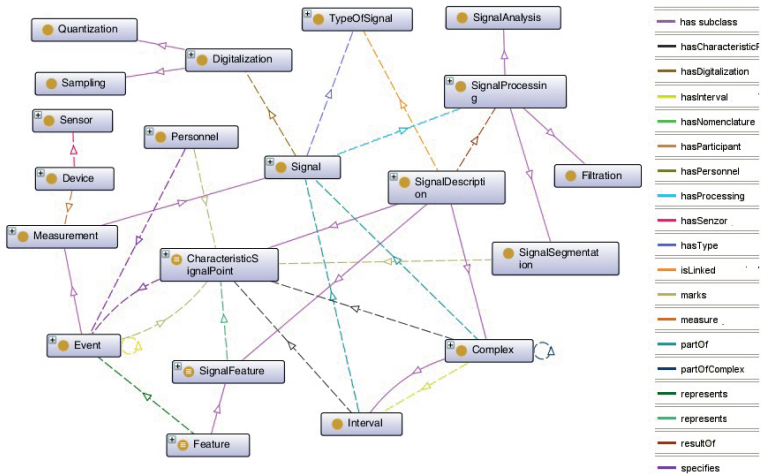 Quantization
TypeOfSignal
SignalAnalysis
Digitalization
Sampling
SignalProcessin
g
Sensor
Personnel
Signal
Device
SignalDescripti
on
Filtration
Measurement
CharacteristicS
ignalPoint
SignalSegmentat
ion
Event
SignalFeature
Complex
Interval
Feature
has subclass
hasCharacteristicF
hasDigitalization
hasInterval
hasNomenclature
hasParticipant
hasPersonnel
hasProcessing
hasSenzor
hasType
isLinked
marks
measure
partOf
partOfComplex
represents
represents
resultOf
specifies